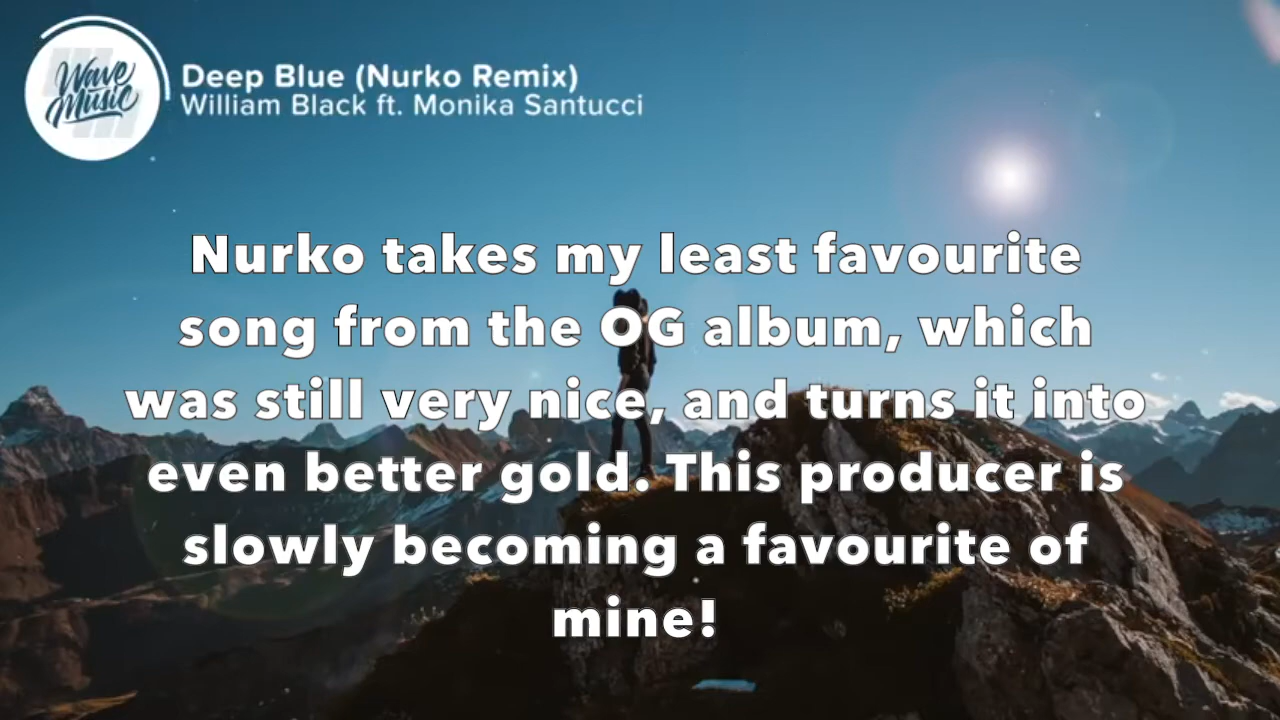 Wave
Music
Deep Blue (Nurko Remix)
William Black ft. Monika Santucci
Nurko takes my least favourite
song from the OG album, which
was still very nice, and turns it into
even better gold. This producer is
slowly becoming a favourite of
mine!